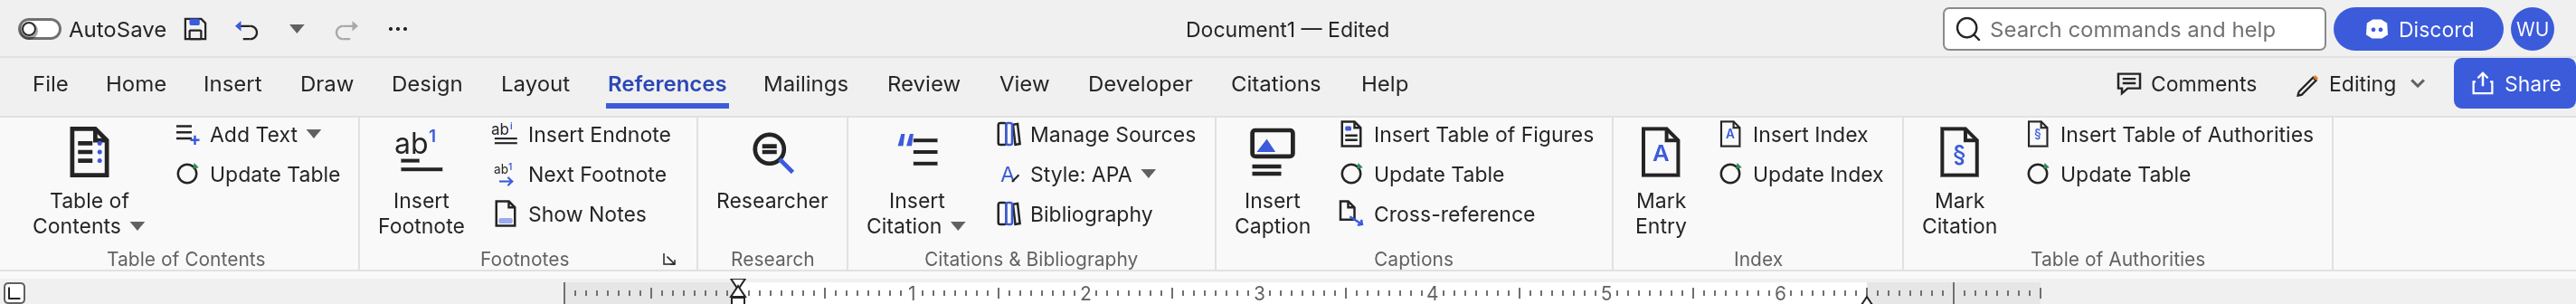 AutoSave
Document1 — Edited
Search commands and help
Discord
WU
File Home Insert Draw Design Layout References Mailings Review View Developer Citations Help
Comments Editing Share
Table of
Contents
Add Text
Update Table
Table of Contents
ab1
Insert
Footnote
abi Insert Endnote
ab1 Next Footnote
Show Notes
Footnotes
Researcher
Research
Insert
Citation
Manage Sources
A Style: APA
Bibliography
Citations & Bibliography
Insert
Caption
Insert Table of Figures
Update Table
Cross-reference
Captions
A
Mark
Entry
A Insert Index
Update Index
Index
§
Mark
Citation
§ Insert Table of Authorities
Update Table
Table of Authorities
L
1 2 3 4 5 6